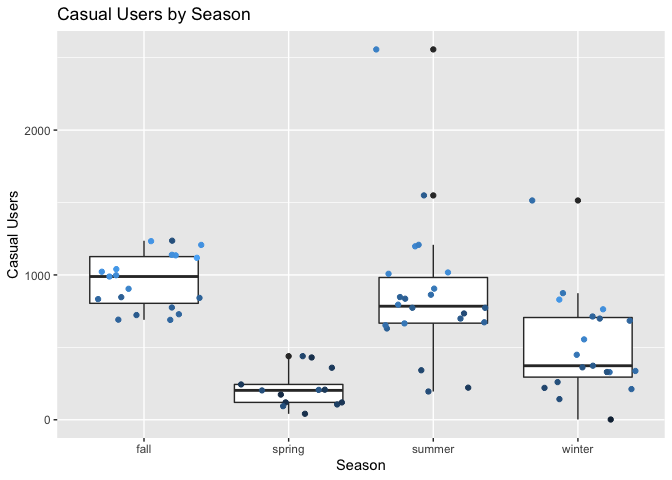 Casual Users by Season
Casual Users
2000
1000
0
fall
spring
summer
winter
Season